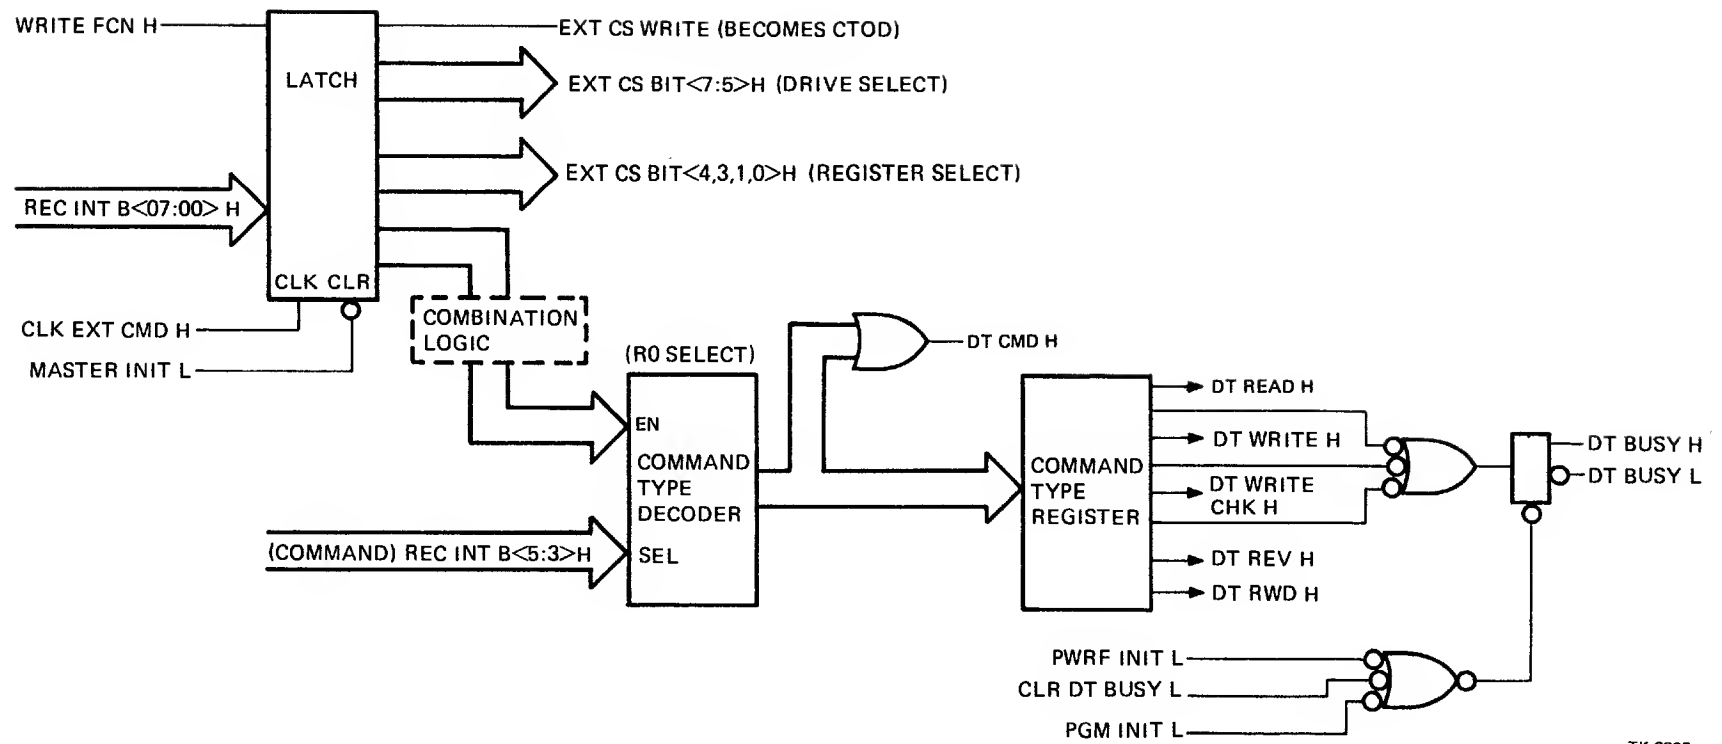 WRITE FCN H
LATCH
EXT CS WRITE (BECOMES CTOD)
EXT CS BIT<7:5>H (DRIVE SELECT)
EXT CS BIT<4,3,1,0>H (REGISTER SELECT)
REC INT B<07:00> H
CLK CLR
CLK EXT CMD H
MASTER INIT L
COMBINATION
LOGIC
(R0 SELECT)
EN
COMMAND
TYPE
DECODER
SEL
(COMMAND) REC INT B<5:3>H
DT CMD H
COMMAND
TYPE
REGISTER
DT READ H
DT WRITE H
DT WRITE
CHK H
DT REV H
DT RWD H
DT BUSY H
DT BUSY L
PWRF INIT L
CLR DT BUSY L
PGM INIT L